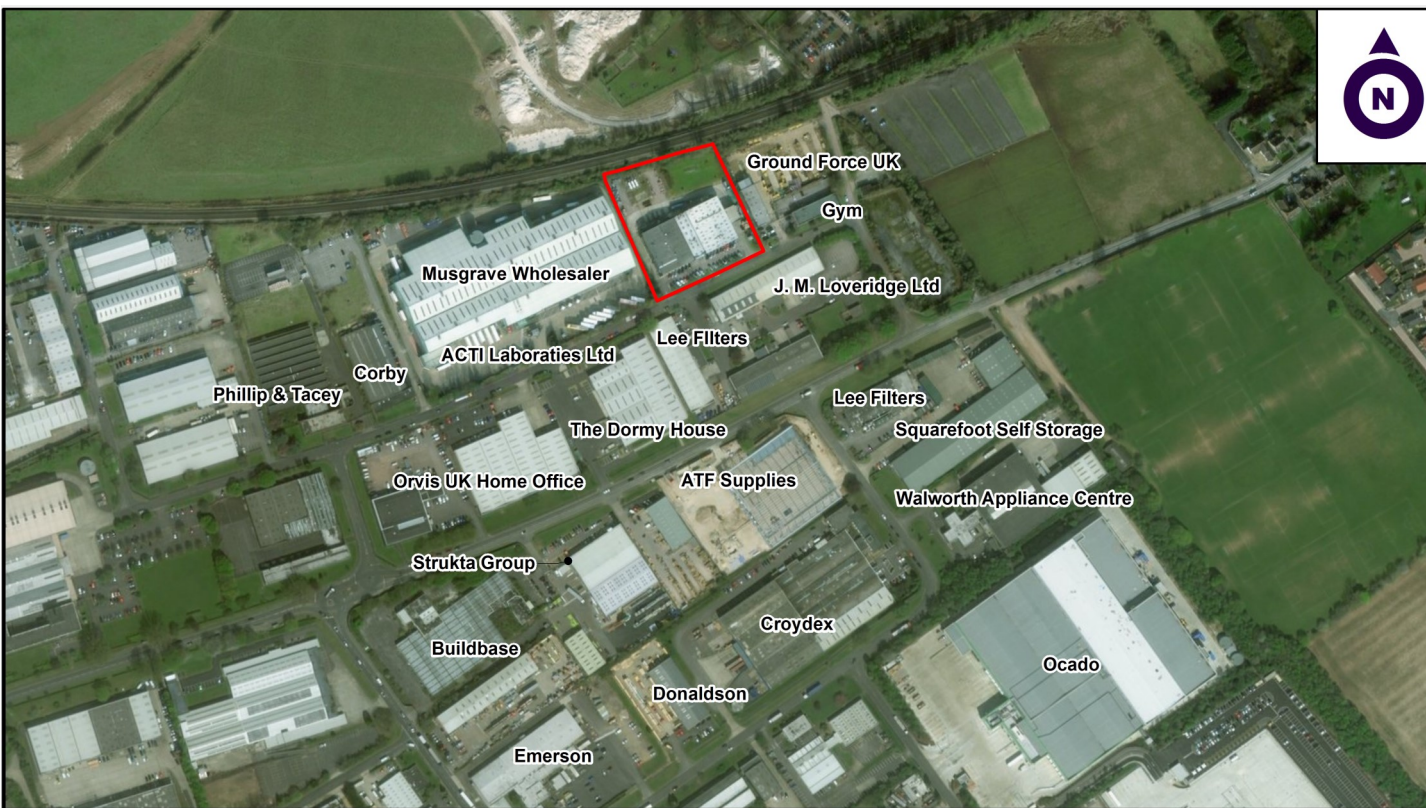 N
Ground Force UK
Gym
Musgrave Wholesaler
J. M. Loveridge Ltd
Lee FIlters
ACTI Laboraties Ltd
Corby
Phillip & Tacey
Lee Filters
The Dormy House
Squarefoot Self Storage
Orvis UK Home Office
ATF Supplies
Walworth Appliance Centre
Strukta Group
Croydex
Buildbase
Ocado
Donaldson
Emerson